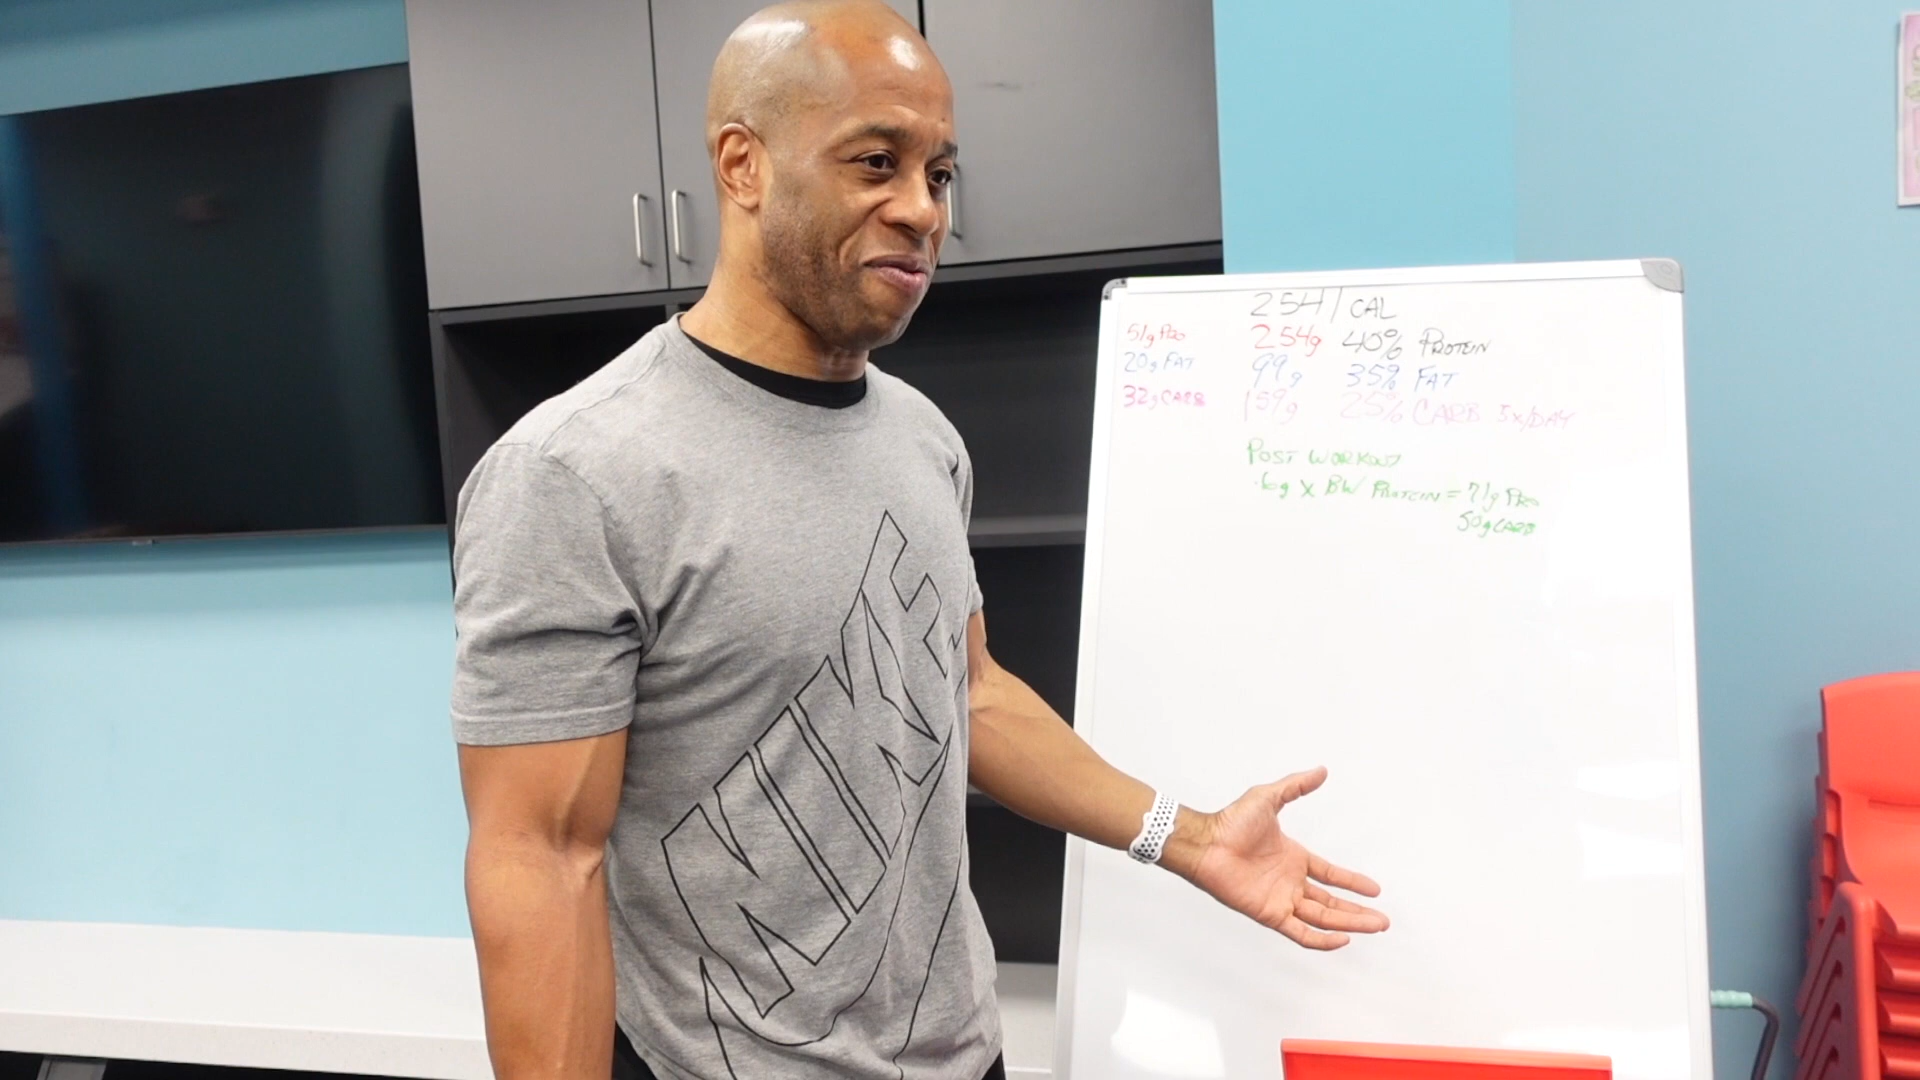 2541 CAL
51g PRO 254g 40% PROTEIN
20g FAT 99g 35% FAT
32g CARB 159g 25% CARB 5x/DAY
POST WORKOUT
.6g X BW PROTEIN = 71g PRO
50g CARB
NIKE